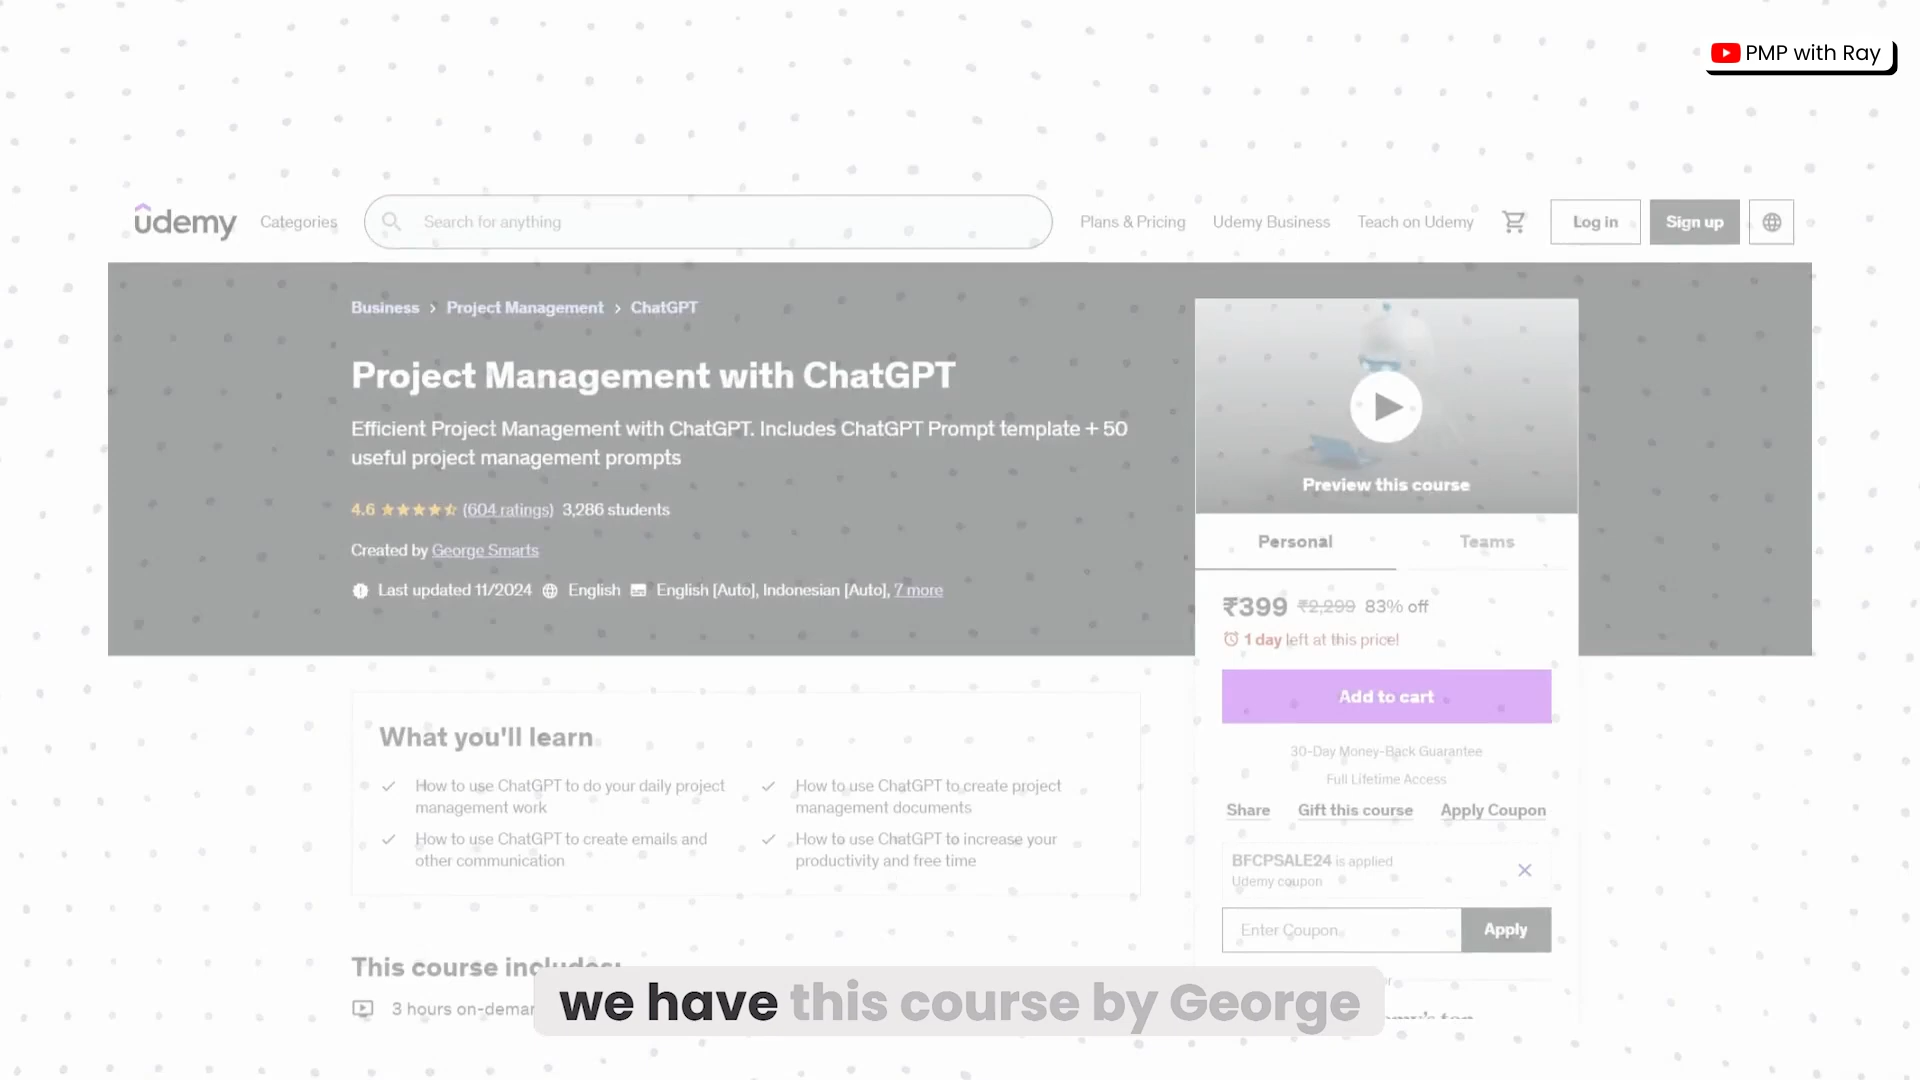 PMP with Ray
udemy
Categories
Search for anything
Plans & Pricing
Udemy Business
Teach on Udemy
Log in
Sign up
Business > Project Management > ChatGPT
Project Management with ChatGPT
Efficient Project Management with ChatGPT. Includes ChatGPT Prompt template + 50
useful project management prompts
4.6 (604 ratings) 3,286 students
Created by George Smarts
Last updated 11/2024 English English [Auto], Indonesian [Auto], 7 more
Preview this course
Personal
Teams
₹399 ₹2,299 83% off
1 day left at this price!
Add to cart
30-Day Money-Back Guarantee
Full Lifetime Access
Share Gift this course Apply Coupon
BFCPSALE24 is applied
Udemy coupon
Enter Coupon
Apply
What you'll learn
How to use ChatGPT to do your daily project
management work
How to use ChatGPT to create project
management documents
How to use ChatGPT to create emails and
other communication
How to use ChatGPT to increase your
productivity and free time
This course includes:
3 hours on-demand
we have this course by George